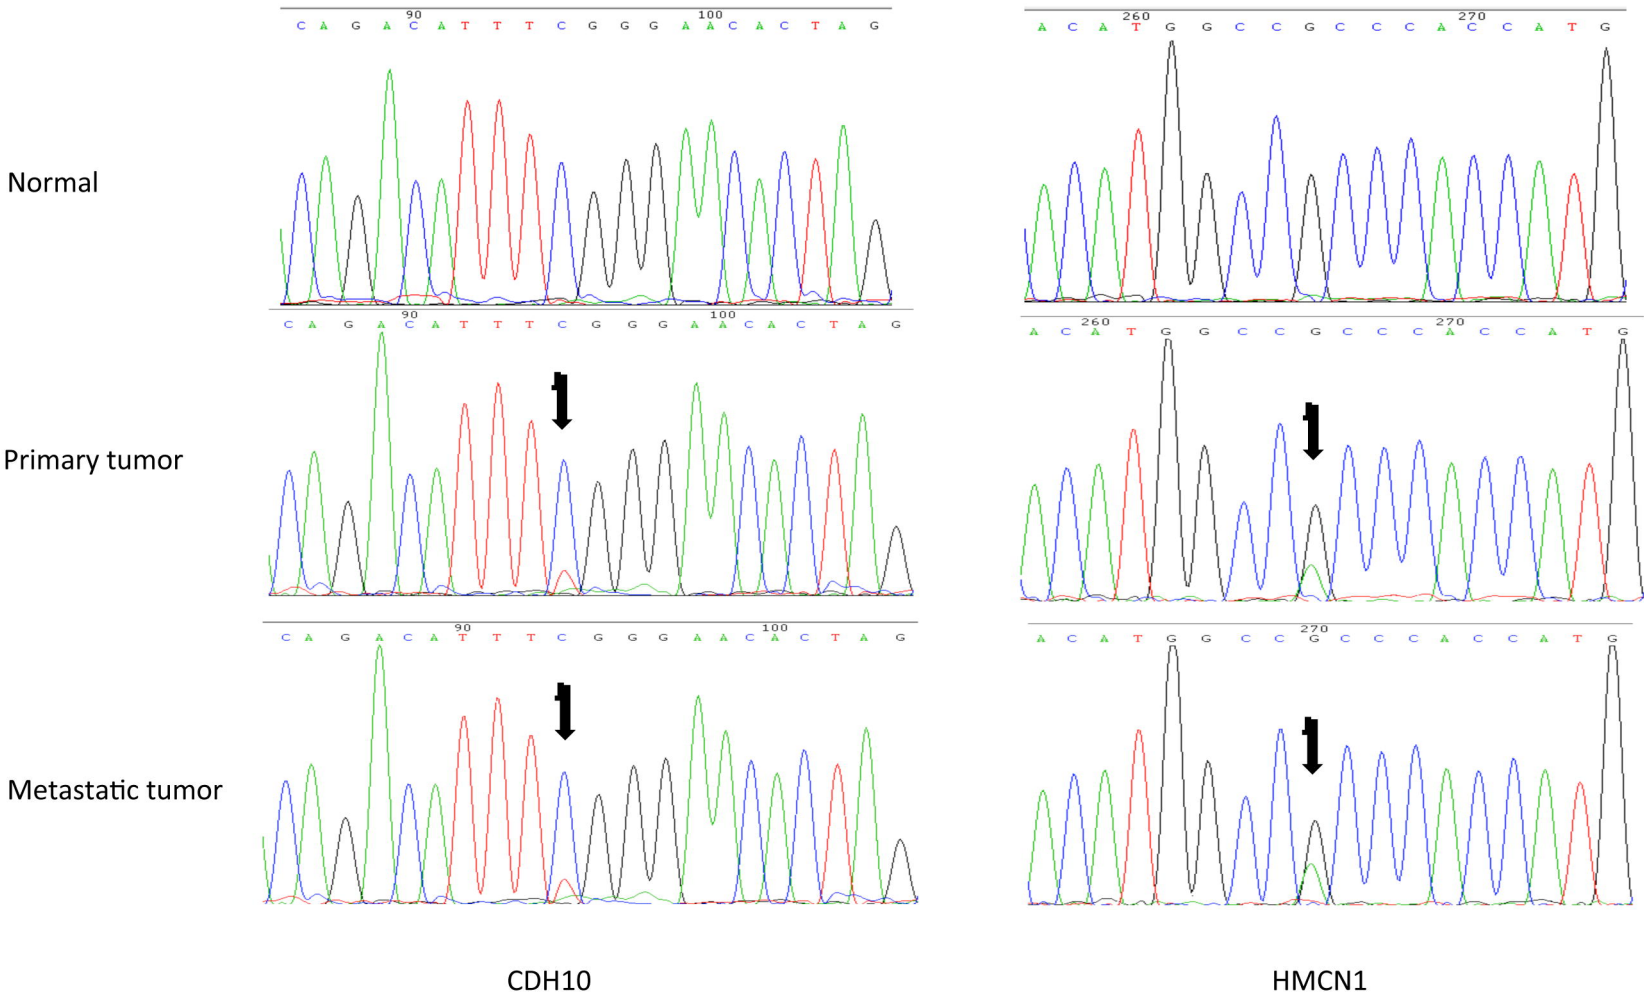 90 100
C A G A C A T T T C G G G A A C A C T A G
260 270
A C A T G G C C G C C C A C C A T G
Normal
90 100
C A G A C A T T T C G G G A A C A C T A G
260 270
A C A T G G C C G C C C A C C A T G
Primary tumor
90 100
C A G A C A T T T C G G G A A C A C T A G
270
A C A T G G C C G C C C A C C A T G
Metastatic tumor
CDH10
HMCN1